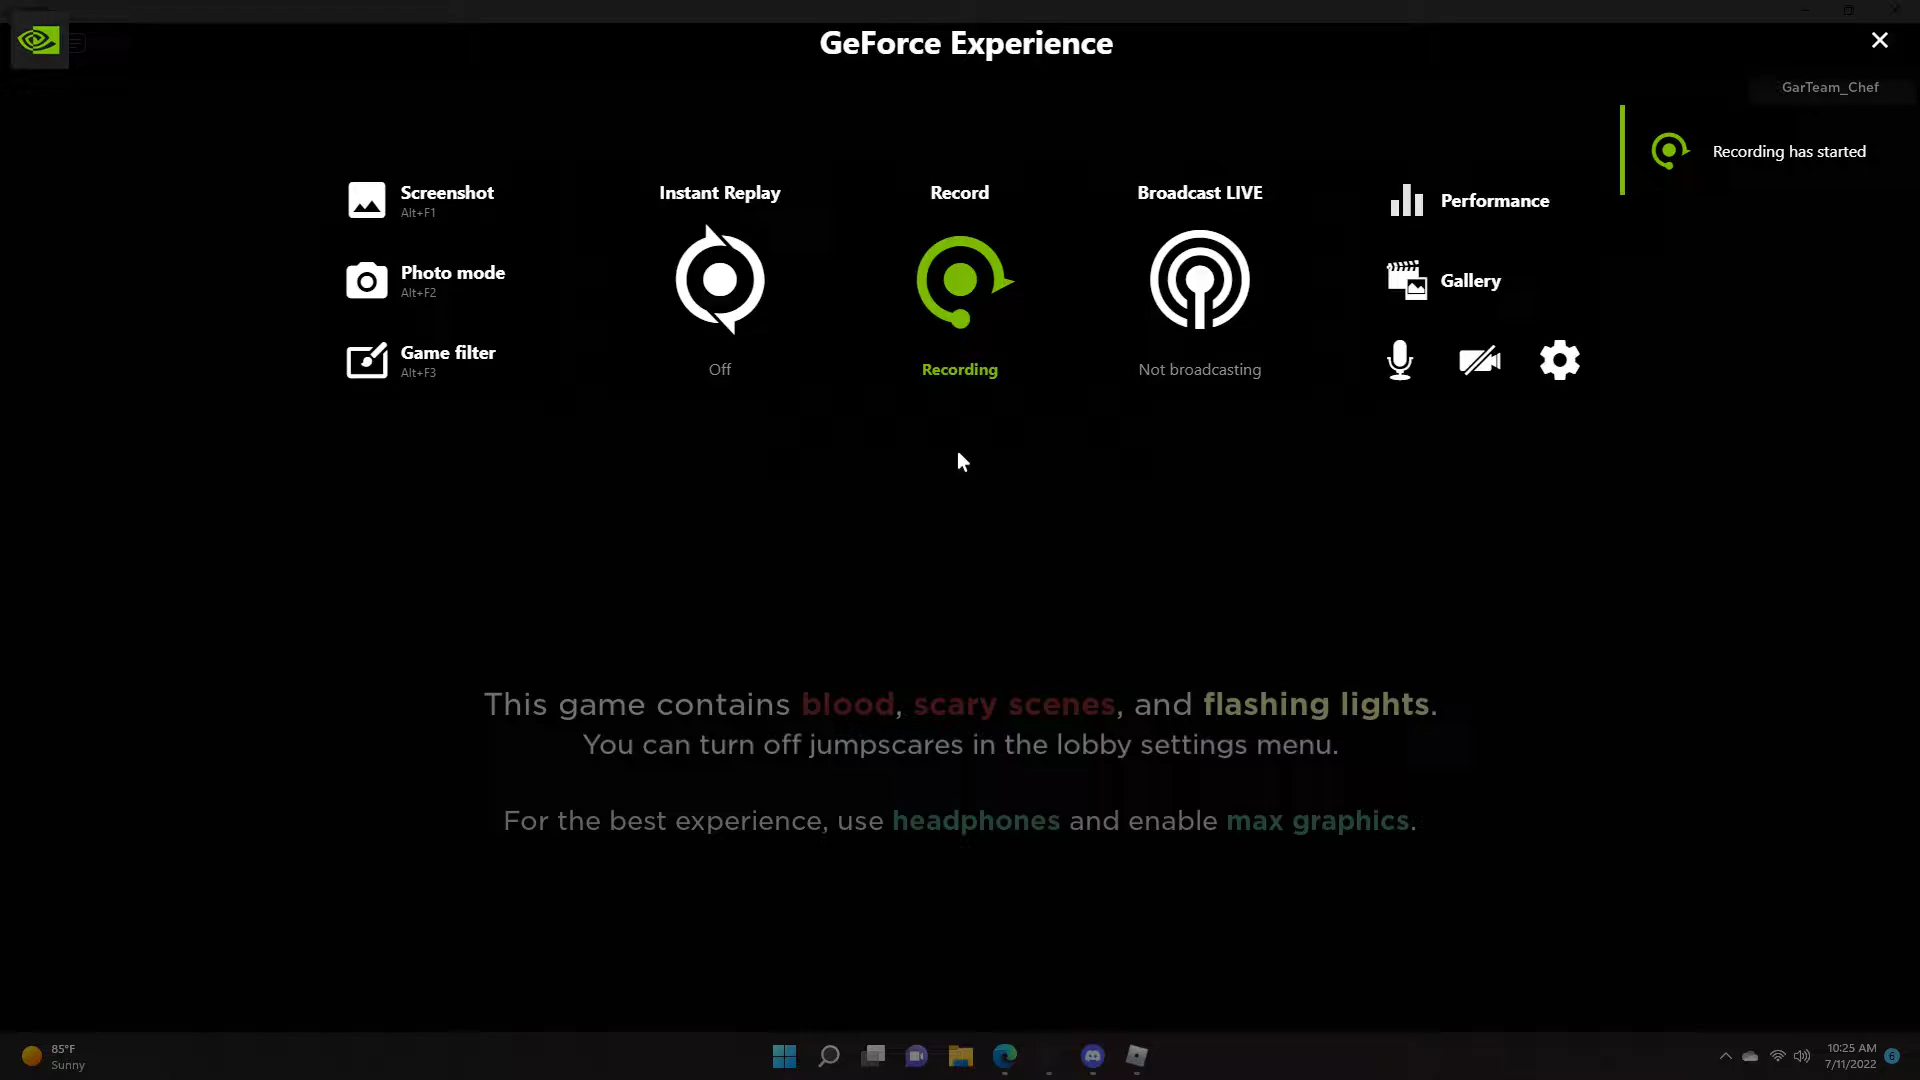 GeForce Experience
GarTeam_Chef
Recording has started
Screenshot
Alt+F1
Photo mode
Alt+F2
Game filter
Alt+F3
Instant Replay
Off
Record
Recording
Broadcast LIVE
Not broadcasting
Performance
Gallery
This game contains blood, scary scenes, and flashing lights.
You can turn off jumpscares in the lobby settings menu.
For the best experience, use headphones and enable max graphics.
85°F
Sunny
10:25 AM
7/11/2022
6